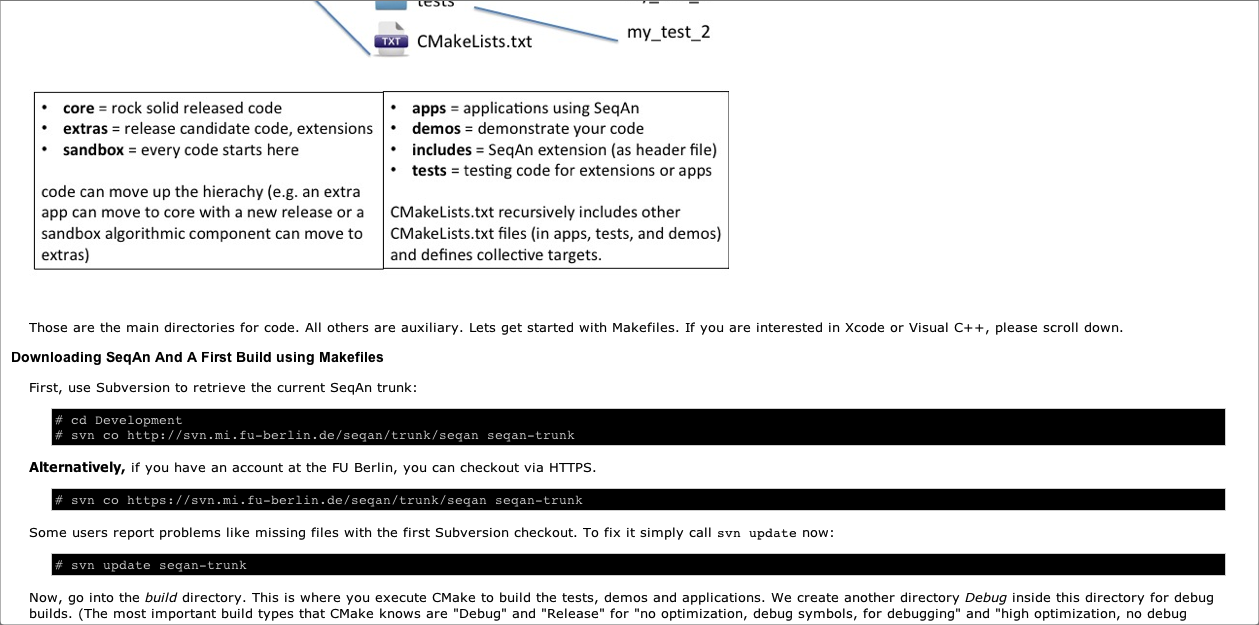 tests
TXT CMakeLists.txt
my_test_2
• core = rock solid released code
• extras = release candidate code, extensions
• sandbox = every code starts here
code can move up the hierachy (e.g. an extra
app can move to core with a new release or a
sandbox algorithmic component can move to
extras)
• apps = applications using SeqAn
• demos = demonstrate your code
• includes = SeqAn extension (as header file)
• tests = testing code for extensions or apps
CMakeLists.txt recursively includes other
CMakeLists.txt files (in apps, tests, and demos)
and defines collective targets.
Those are the main directories for code. All others are auxiliary. Lets get started with Makefiles. If you are interested in Xcode or Visual C++, please scroll down.
Downloading SeqAn And A First Build using Makefiles
First, use Subversion to retrieve the current SeqAn trunk:
# cd Development
# svn co http://svn.mi.fu-berlin.de/seqan/trunk/seqan seqan-trunk
Alternatively, if you have an account at the FU Berlin, you can checkout via HTTPS.
# svn co https://svn.mi.fu-berlin.de/seqan/trunk/seqan seqan-trunk
Some users report problems like missing files with the first Subversion checkout. To fix it simply call svn update now:
# svn update seqan-trunk
Now, go into the build directory. This is where you execute CMake to build the tests, demos and applications. We create another directory Debug inside this directory for debug
builds. (The most important build types that CMake knows are "Debug" and "Release" for "no optimization, debug symbols, for debugging" and "high optimization, no debug